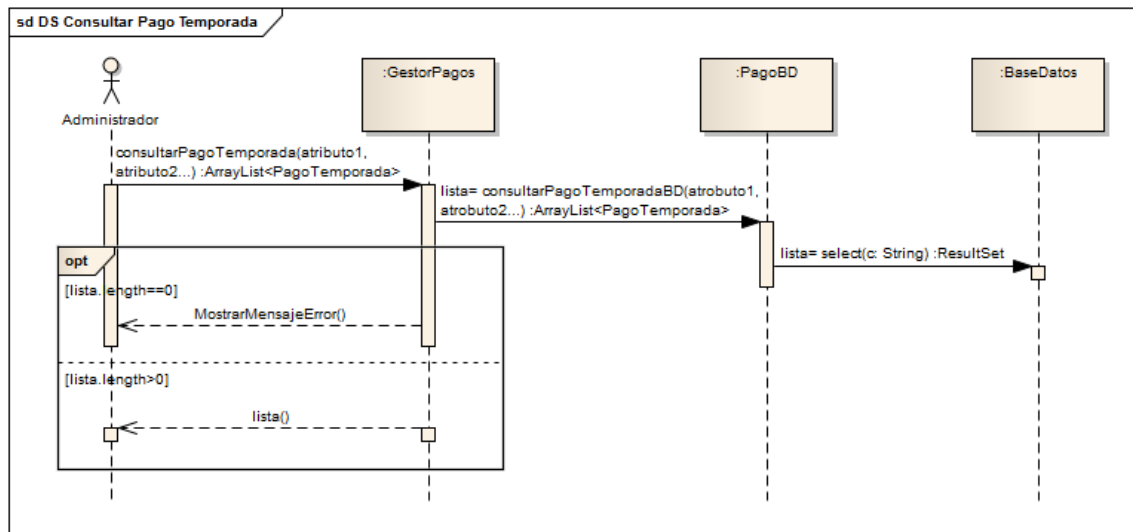 sd DS Consultar Pago Temporada
:GestorPagos
:PagoBD
:BaseDatos
Administrador
consultarPagoTemporada(atributo1,
atributo2...) :ArrayList<PagoTemporada>
lista= consultarPagoTemporadaBD(atrobuto1,
atrobuto2...) :ArrayList<PagoTemporada>
lista= select(c: String) :ResultSet
opt
[lista.length==0]
MostrarMensajeError()
[lista.length>0]
lista()